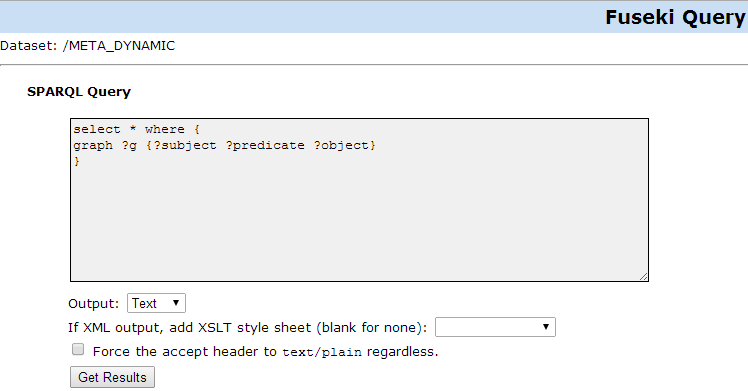 Fuseki Query
Dataset: /META_DYNAMIC
SPARQL Query
select * where {
graph ?g {?subject ?predicate ?object}
}
Output: Text
If XML output, add XSLT style sheet (blank for none):
Force the accept header to text/plain regardless.
Get Results